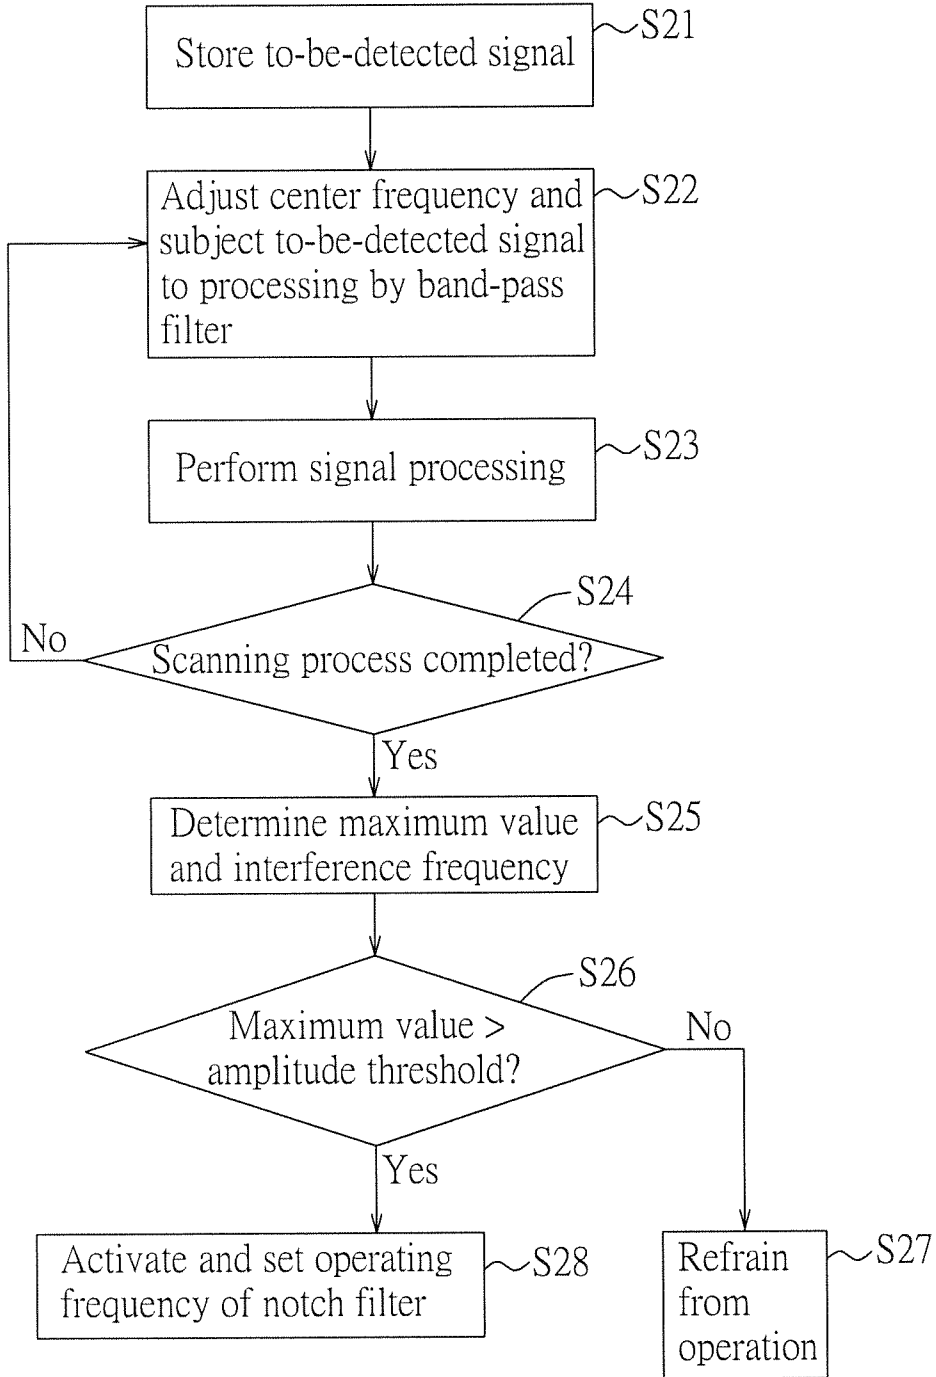 S21
Store to-be-detected signal
S22
Adjust center frequency and
subject to-be-detected signal
to processing by band-pass
filter
S23
Perform signal processing
S24
No
Scanning process completed?
Yes
S25
Determine maximum value
and interference frequency
S26
Maximum value >
amplitude threshold?
No
Yes
S28
Activate and set operating
frequency of notch filter
S27
Refrain
from
operation